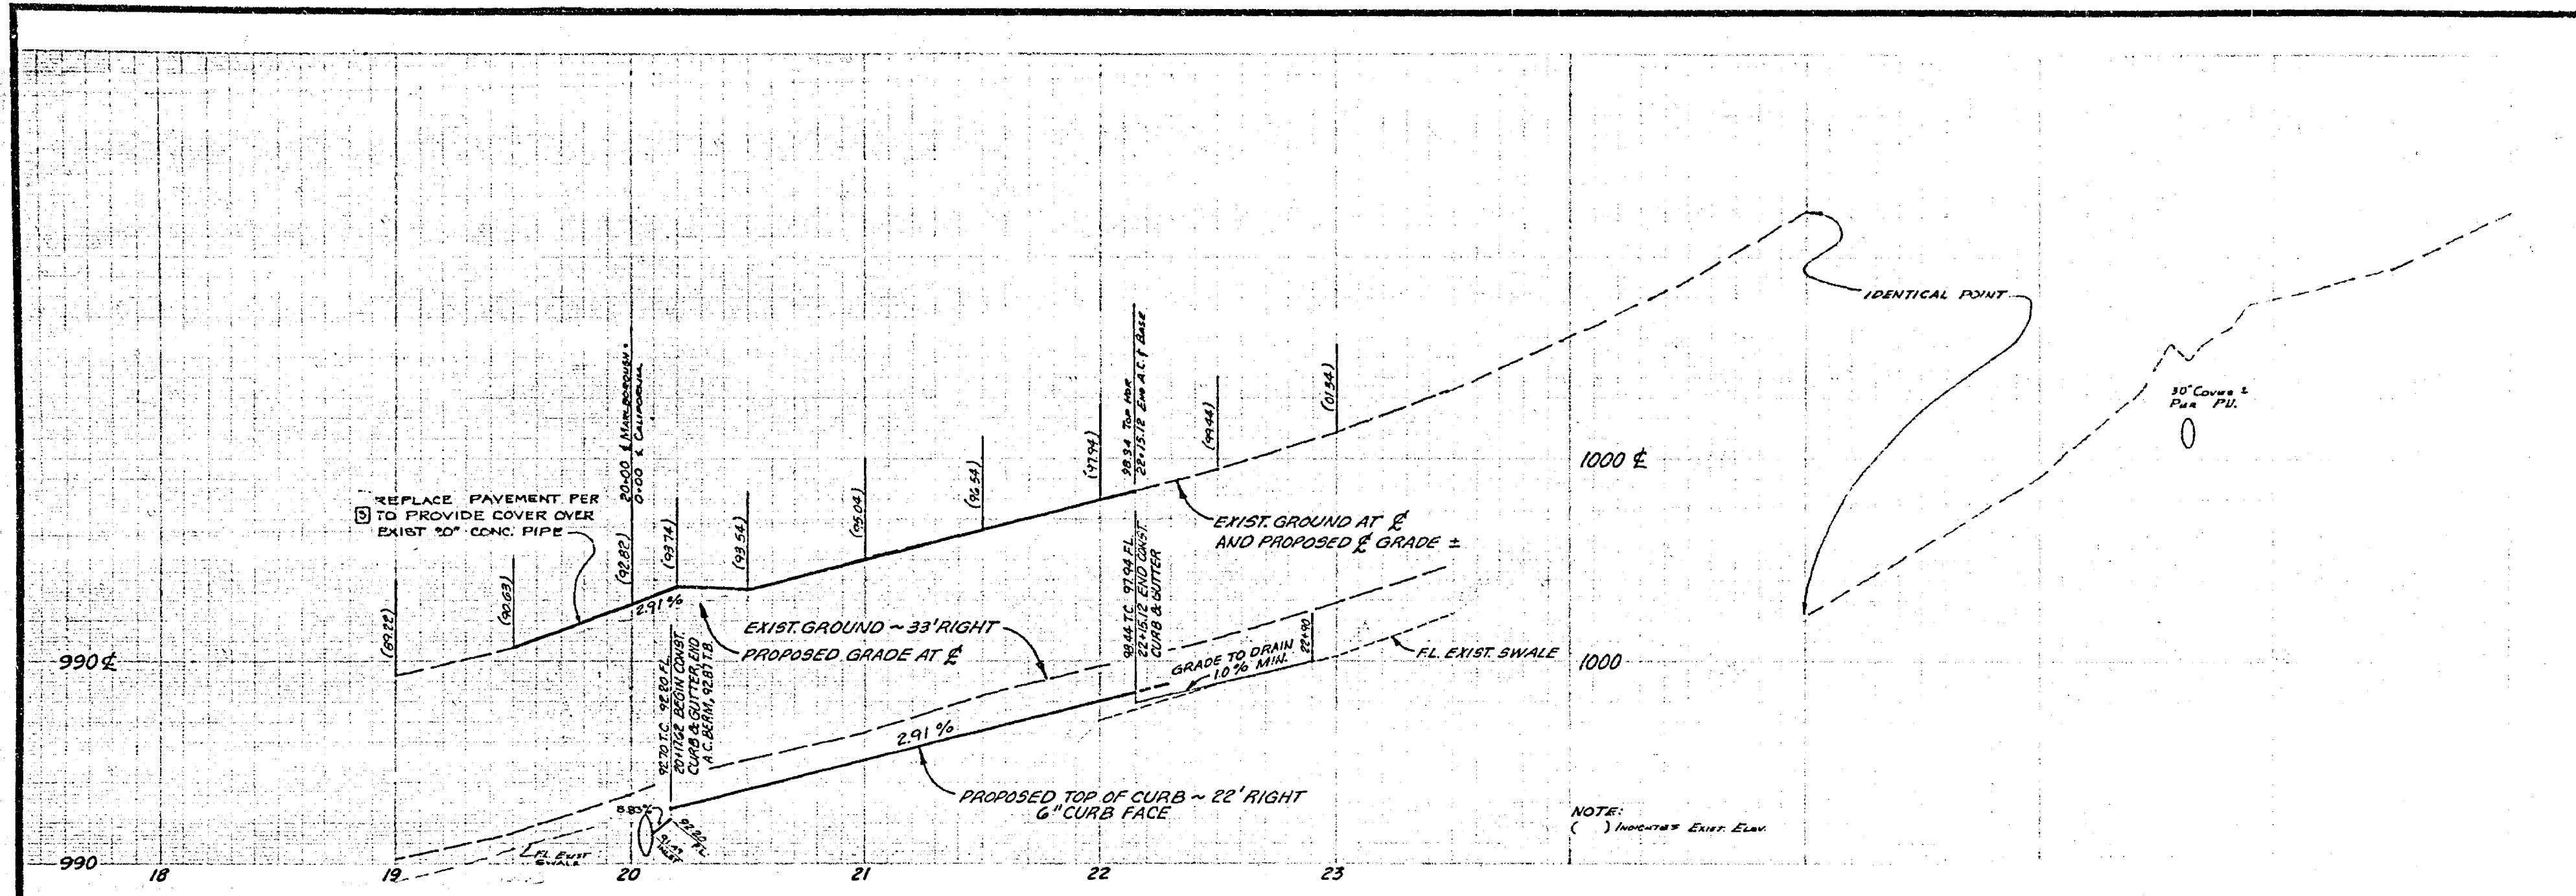 IDENTICAL POINT
30" COVER ±
PER P.U.
20+00 ¢ MARLBOROUGH =
0+00 ¢ CALIFORNIA
98.34 TOP HDR
22+15.12 END A.C. & BASE
(89.22)
(90.63)
(92.82)
(93.74)
(93.54)
(95.04)
(96.54)
(97.94)
(99.44)
(01.34)
1000 ℄
REPLACE PAVEMENT PER
5 TO PROVIDE COVER OVER
EXIST CONC. PIPE
2.91 %
EXIST. GROUND AT ℄
AND PROPOSED ℄ GRADE ±
EXIST. GROUND ~ 33' RIGHT
PROPOSED GRADE AT ℄
990 ℄
92.70 T.C. 92.20 FL.
20+17.62 BEGIN CONST.
CURB & GUTTER, END
A.C. BERM, 92.87 T.B.
98.44 T.C. 97.94 FL.
22+15.12 END CONST.
CURB & GUTTER
GRADE TO DRAIN
1.0% MIN.
22+90
FL. EXIST. SWALE
1000
2.91 %
PROPOSED TOP OF CURB ~ 22' RIGHT
6" CURB FACE
5.83%
92.20
FL.
INLET
FL. EXIST
SWALE
NOTE:
( ) INDICATES EXIST. ELEV.
990
18
19
20
21
22
23